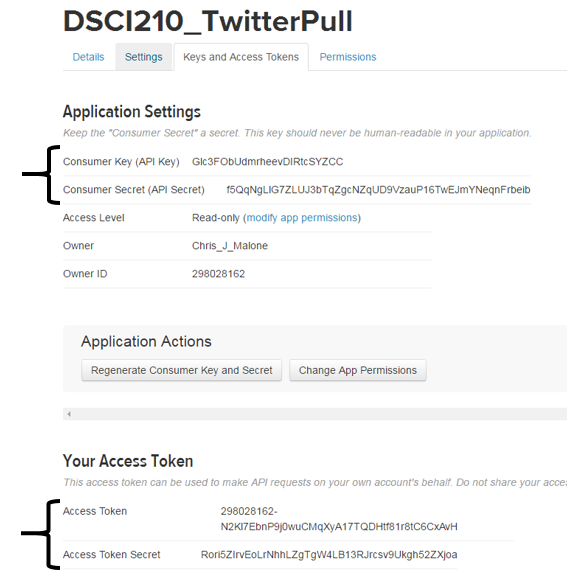 DSCI210_TwitterPull
Details Settings Keys and Access Tokens Permissions
Application Settings
Keep the "Consumer Secret" a secret. This key should never be human-readable in your application.
Consumer Key (API Key) Glc3FObUdmrheevDIRtcSYZCC
Consumer Secret (API Secret) f5QqNgLIG7ZLUJ3bTqZgcNZqUD9VzauP16TwEJmYNeqnFrbeib
Access Level Read-only (modify app permissions)
Owner Chris_J_Malone
Owner ID 298028162
Application Actions
Regenerate Consumer Key and Secret Change App Permissions
Your Access Token
This access token can be used to make API requests on your own account's behalf. Do not share your acce
Access Token 298028162-
N2KI7EbnP9j0wuCMqXyA17TQDHtf81r8tC6CxAvH
Access Token Secret Rori5ZIrvEoLrNhhLZgTgW4LB13RJrcsv9Ukgh52ZXjoa